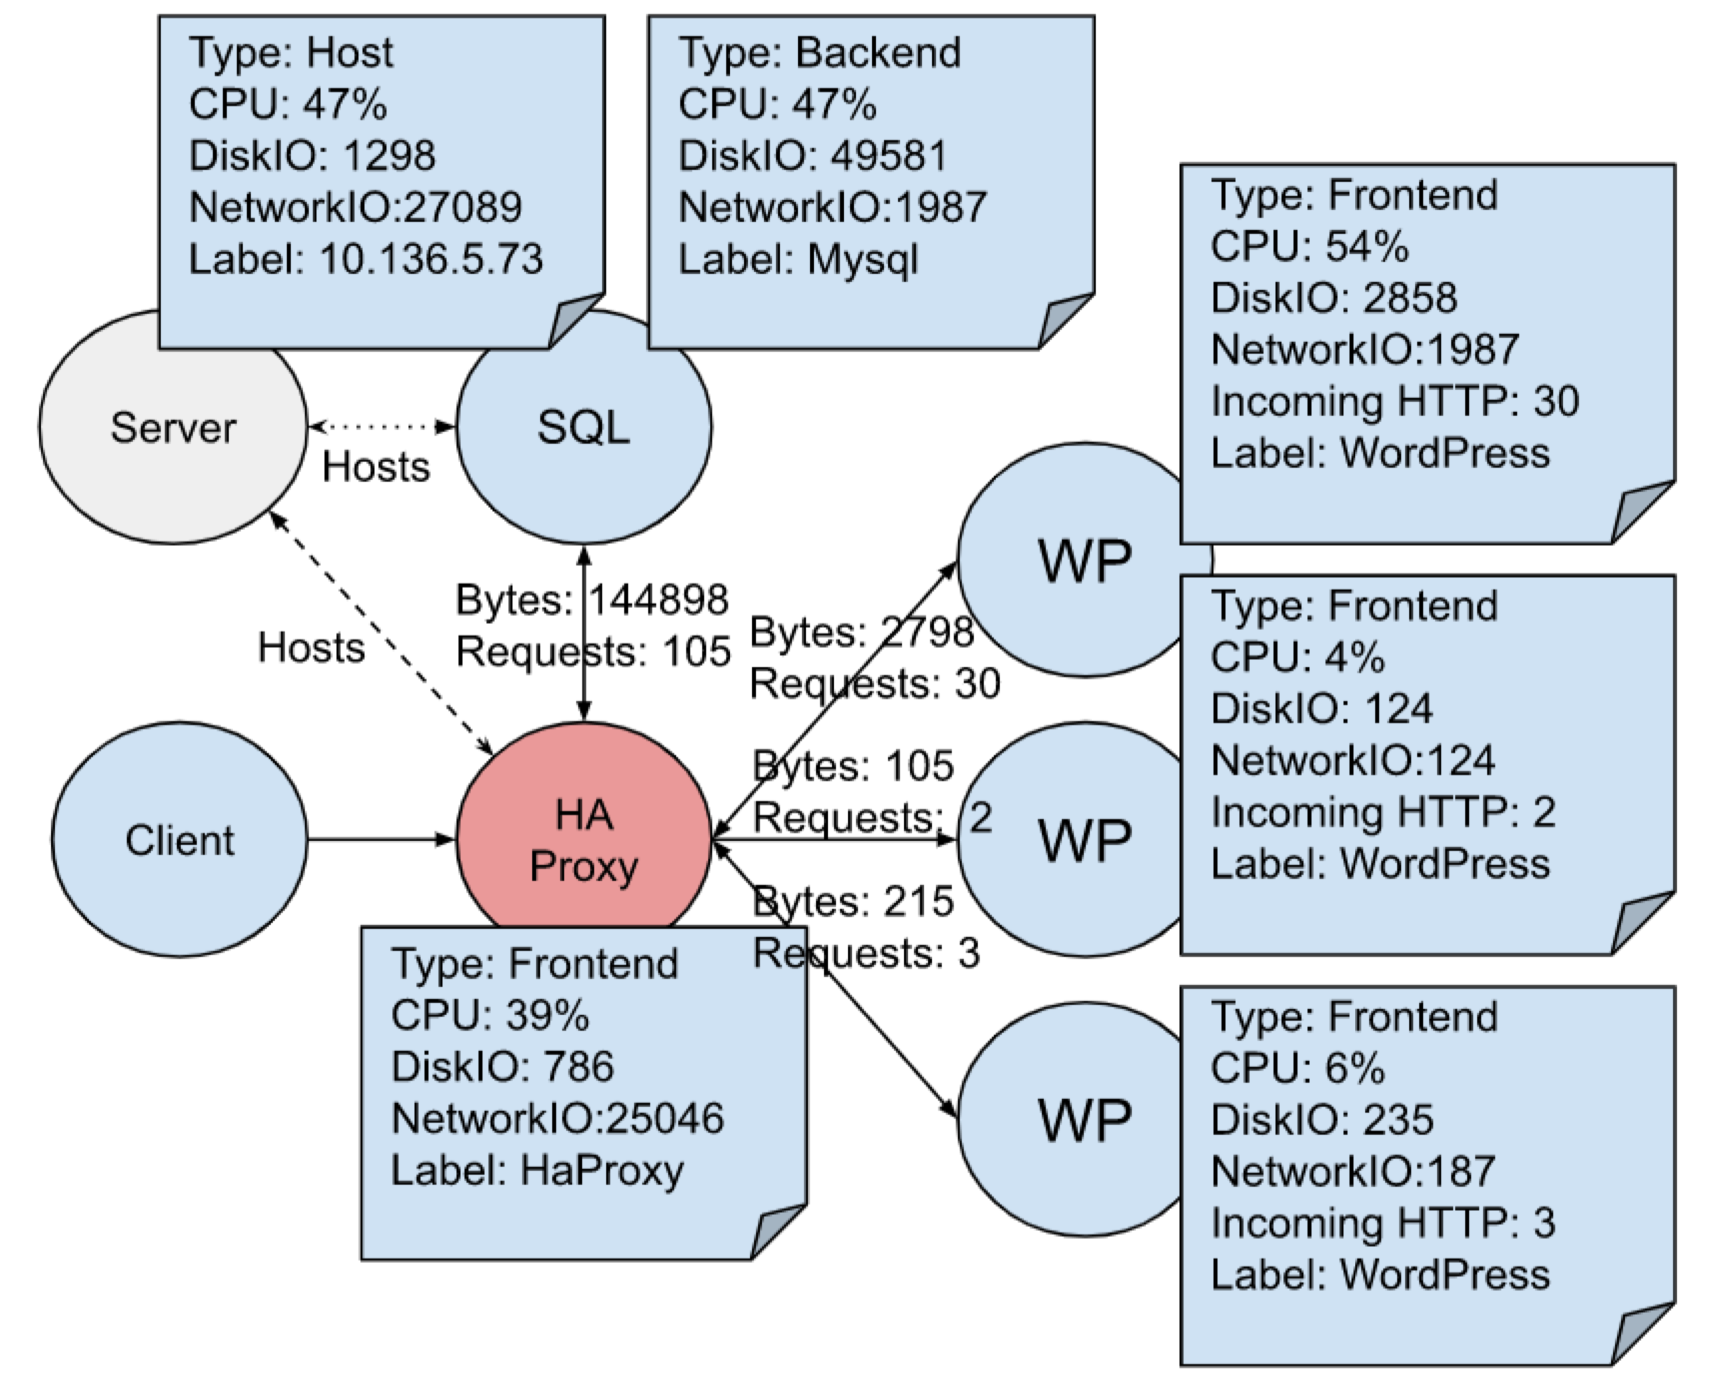 Type: Host
CPU: 47%
DiskIO: 1298
NetworkIO:27089
Label: 10.136.5.73
Type: Backend
CPU: 47%
DiskIO: 49581
NetworkIO:1987
Label: Mysql
Type: Frontend
CPU: 54%
DiskIO: 2858
NetworkIO:1987
Incoming HTTP: 30
Label: WordPress
Server
Hosts
SQL
WP
Hosts
Bytes: 144898
Requests: 105
Bytes: 2798
Requests: 30
Type: Frontend
CPU: 4%
DiskIO: 124
NetworkIO:124
Incoming HTTP: 2
Label: WordPress
Client
HA
Proxy
Bytes: 105
Requests: 2
WP
Bytes: 215
Requests: 3
Type: Frontend
CPU: 39%
DiskIO: 786
NetworkIO:25046
Label: HaProxy
WP
Type: Frontend
CPU: 6%
DiskIO: 235
NetworkIO:187
Incoming HTTP: 3
Label: WordPress